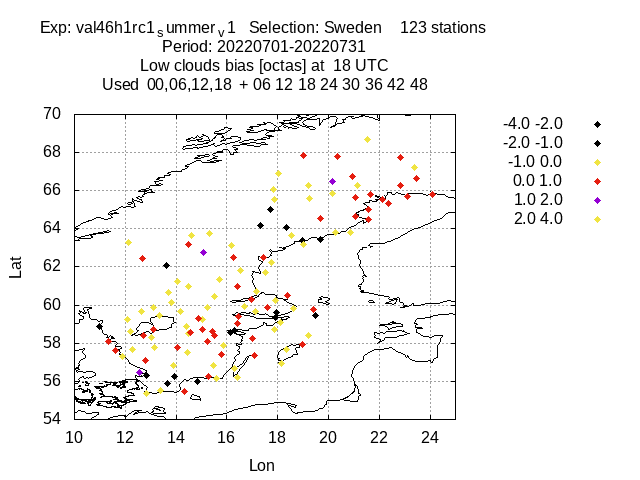 Exp: val46h1rc1summerv1 Selection: Sweden 123 stations
Period: 20220701-20220731
Low clouds bias [octas] at 18 UTC
Used 00,06,12,18 + 06 12 18 24 30 36 42 48
70
68
66
64
62
60
58
56
54
10 12 14 16 18 20 22 24
Lat
Lon
-4.0 -2.0
-2.0 -1.0
-1.0 0.0
0.0 1.0
1.0 2.0
2.0 4.0